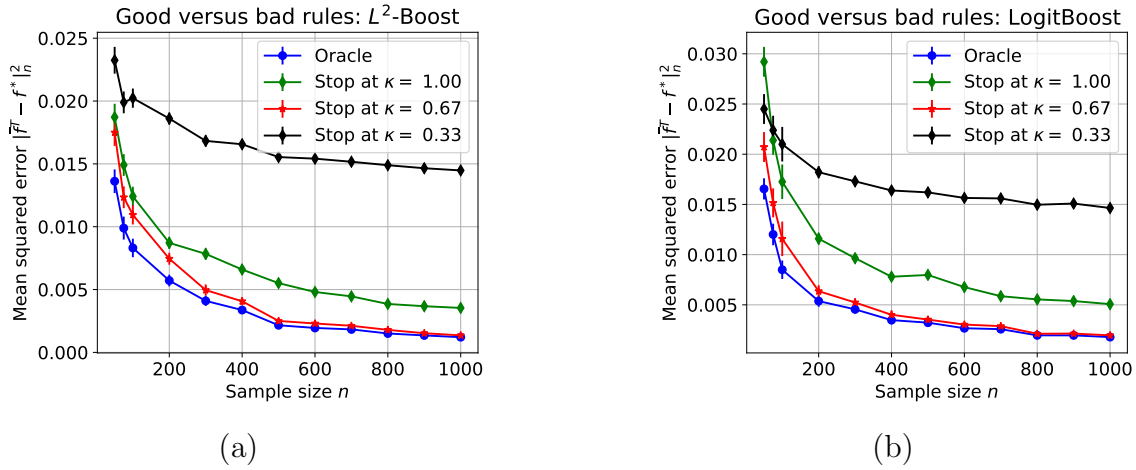 Good versus bad rules: L²-Boost
Mean squared error |f̄ᵀ − f*|²ₙ
0.025
0.020
0.015
0.010
0.005
0.000
Oracle
Stop at κ = 1.00
Stop at κ = 0.67
Stop at κ = 0.33
200 400 600 800 1000
Sample size n
(a)
Good versus bad rules: LogitBoost
Mean squared error |f̄ᵀ − f*|²ₙ
0.030
0.025
0.020
0.015
0.010
0.005
Oracle
Stop at κ = 1.00
Stop at κ = 0.67
Stop at κ = 0.33
200 400 600 800 1000
Sample size n
(b)